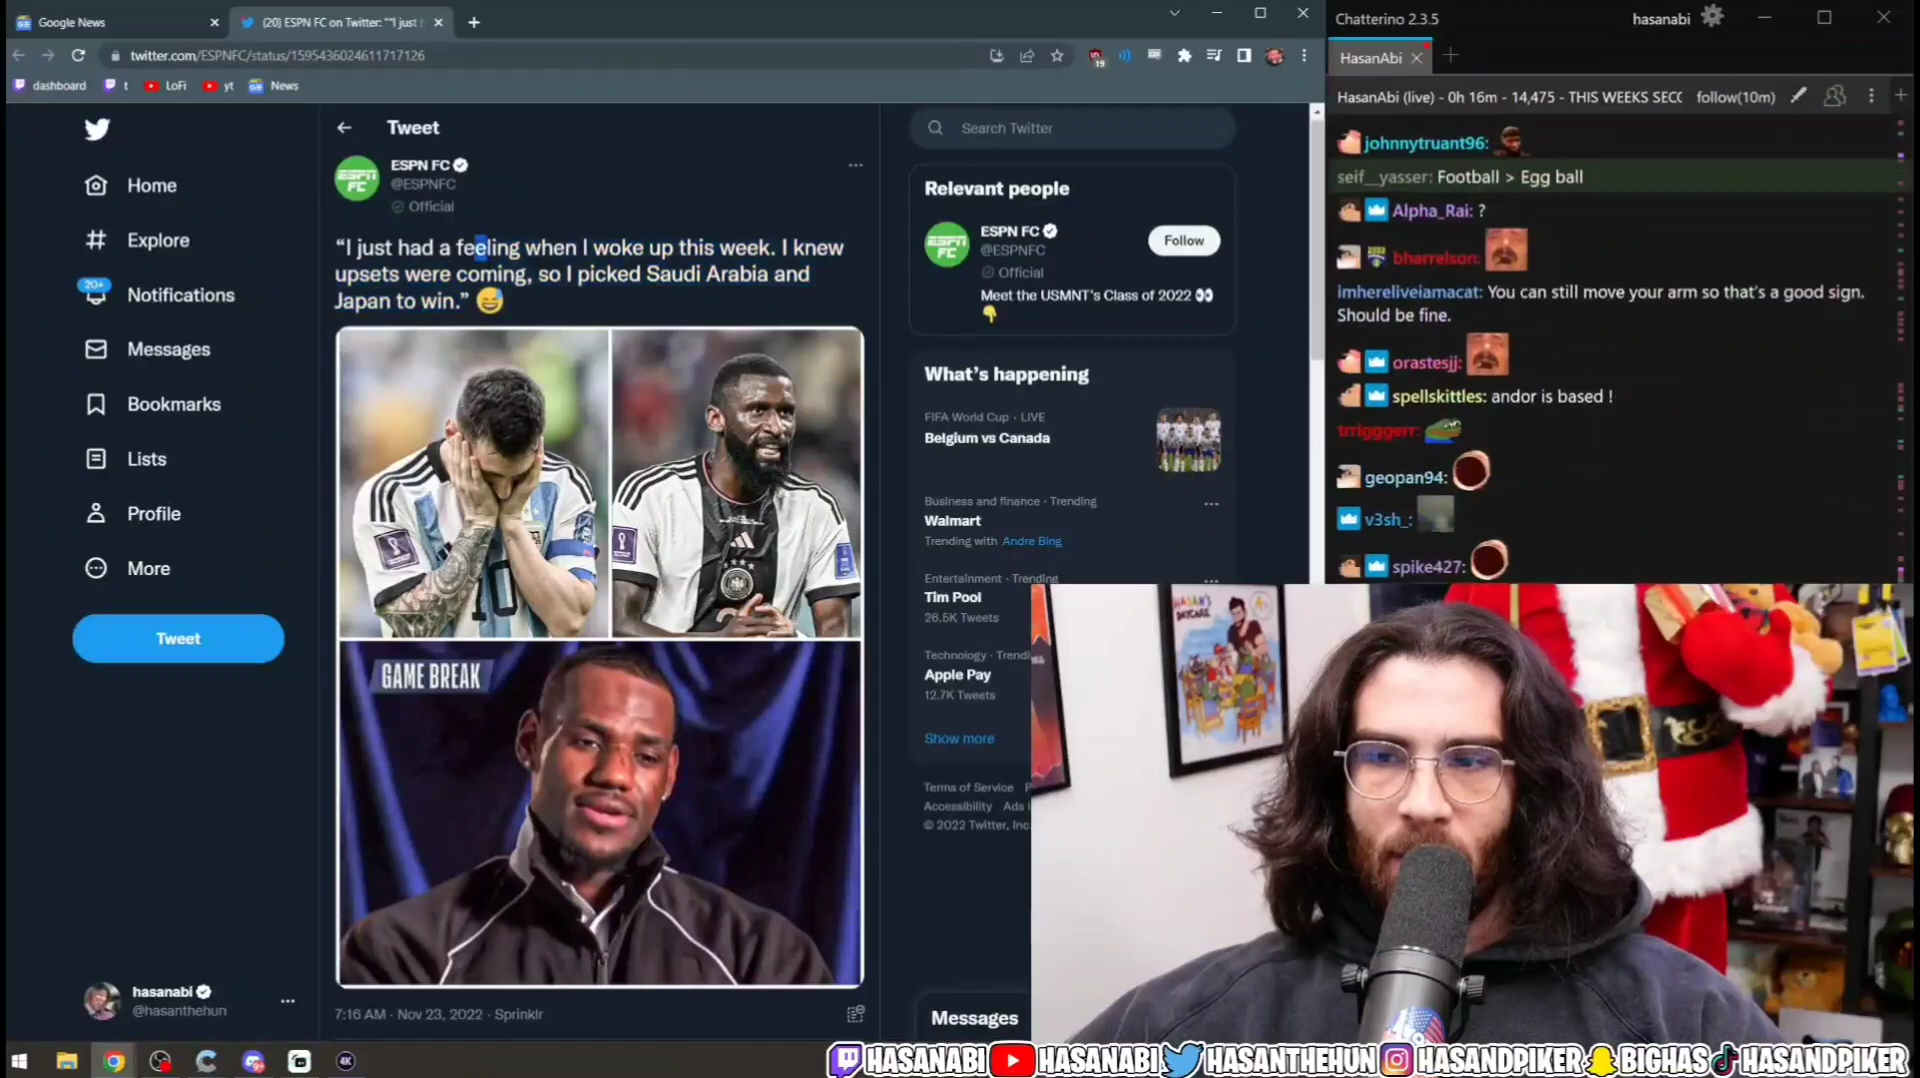 Google News
(20) ESPN FC on Twitter: "“I just h
twitter.com/ESPNFC/status/1595436024611717126
19
dashboard
t
LoFi
yt
News
Home
Explore
20+
Notifications
Messages
Bookmarks
Lists
Profile
More
Tweet
hasanabi
@hasanthehun
Tweet
ESPN FC
@ESPNFC
Official
“I just had a feeling when I woke up this week. I knew
upsets were coming, so I picked Saudi Arabia and
Japan to win.” 😅
10
GAME BREAK
7:16 AM · Nov 23, 2022 · Sprinklr
Search Twitter
Relevant people
ESPN FC
@ESPNFC
Official
Follow
Meet the USMNT's Class of 2022 👀
👇
What's happening
FIFA World Cup · LIVE
Belgium vs Canada
Business and finance · Trending
Walmart
Trending with Andre Bing
Entertainment · Trending
Tim Pool
26.5K Tweets
Technology · Trendi
Apple Pay
12.7K Tweets
Show more
Terms of Service
Accessibility Ads
© 2022 Twitter, Inc.
Messages
Chatterino 2.3.5
hasanabi
HasanAbi
HasanAbi (live) - 0h 16m - 14,475 - THIS WEEKS SECC
follow(10m)
johnnytruant96:
seif__yasser: Football > Egg ball
Alpha_Rai: ?
bharrelson:
imhereliveiamacat: You can still move your arm so that's a good sign.
Should be fine.
orastesjj:
spellskittles: andor is based !
trrigggerr:
geopan94:
v3sh_:
spike427:
HASAN'S
DAYCARE
4K
HASANABI HASANABI HASANTHEHUN HASANDPIKER BIGHAS HASANDPIKER